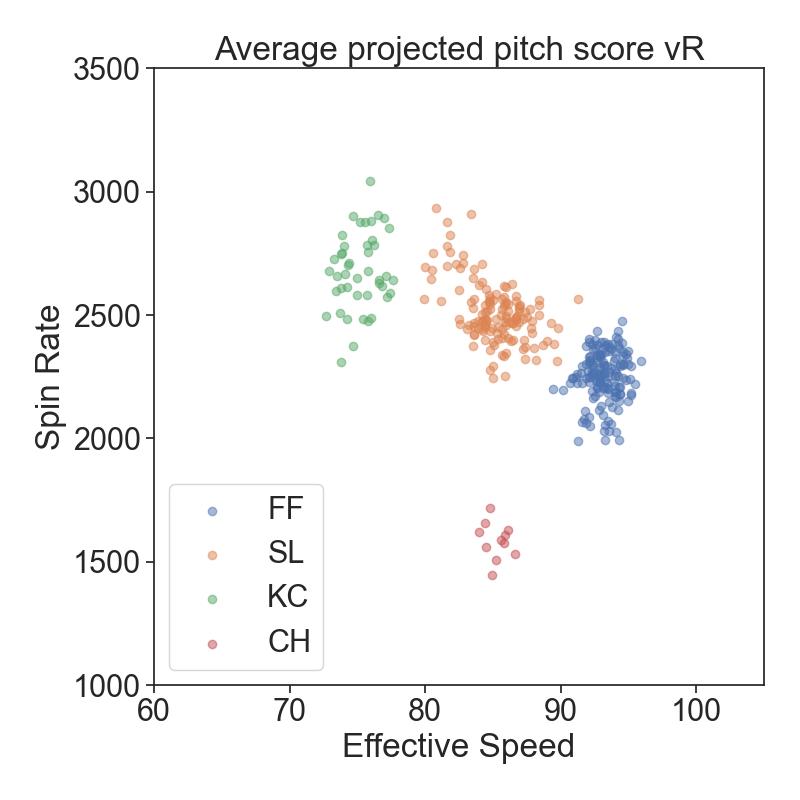 Average projected pitch score vR
3500
3000
2500
2000
1500
1000
Spin Rate
FF
SL
KC
CH
60
70
80
90
100
Effective Speed